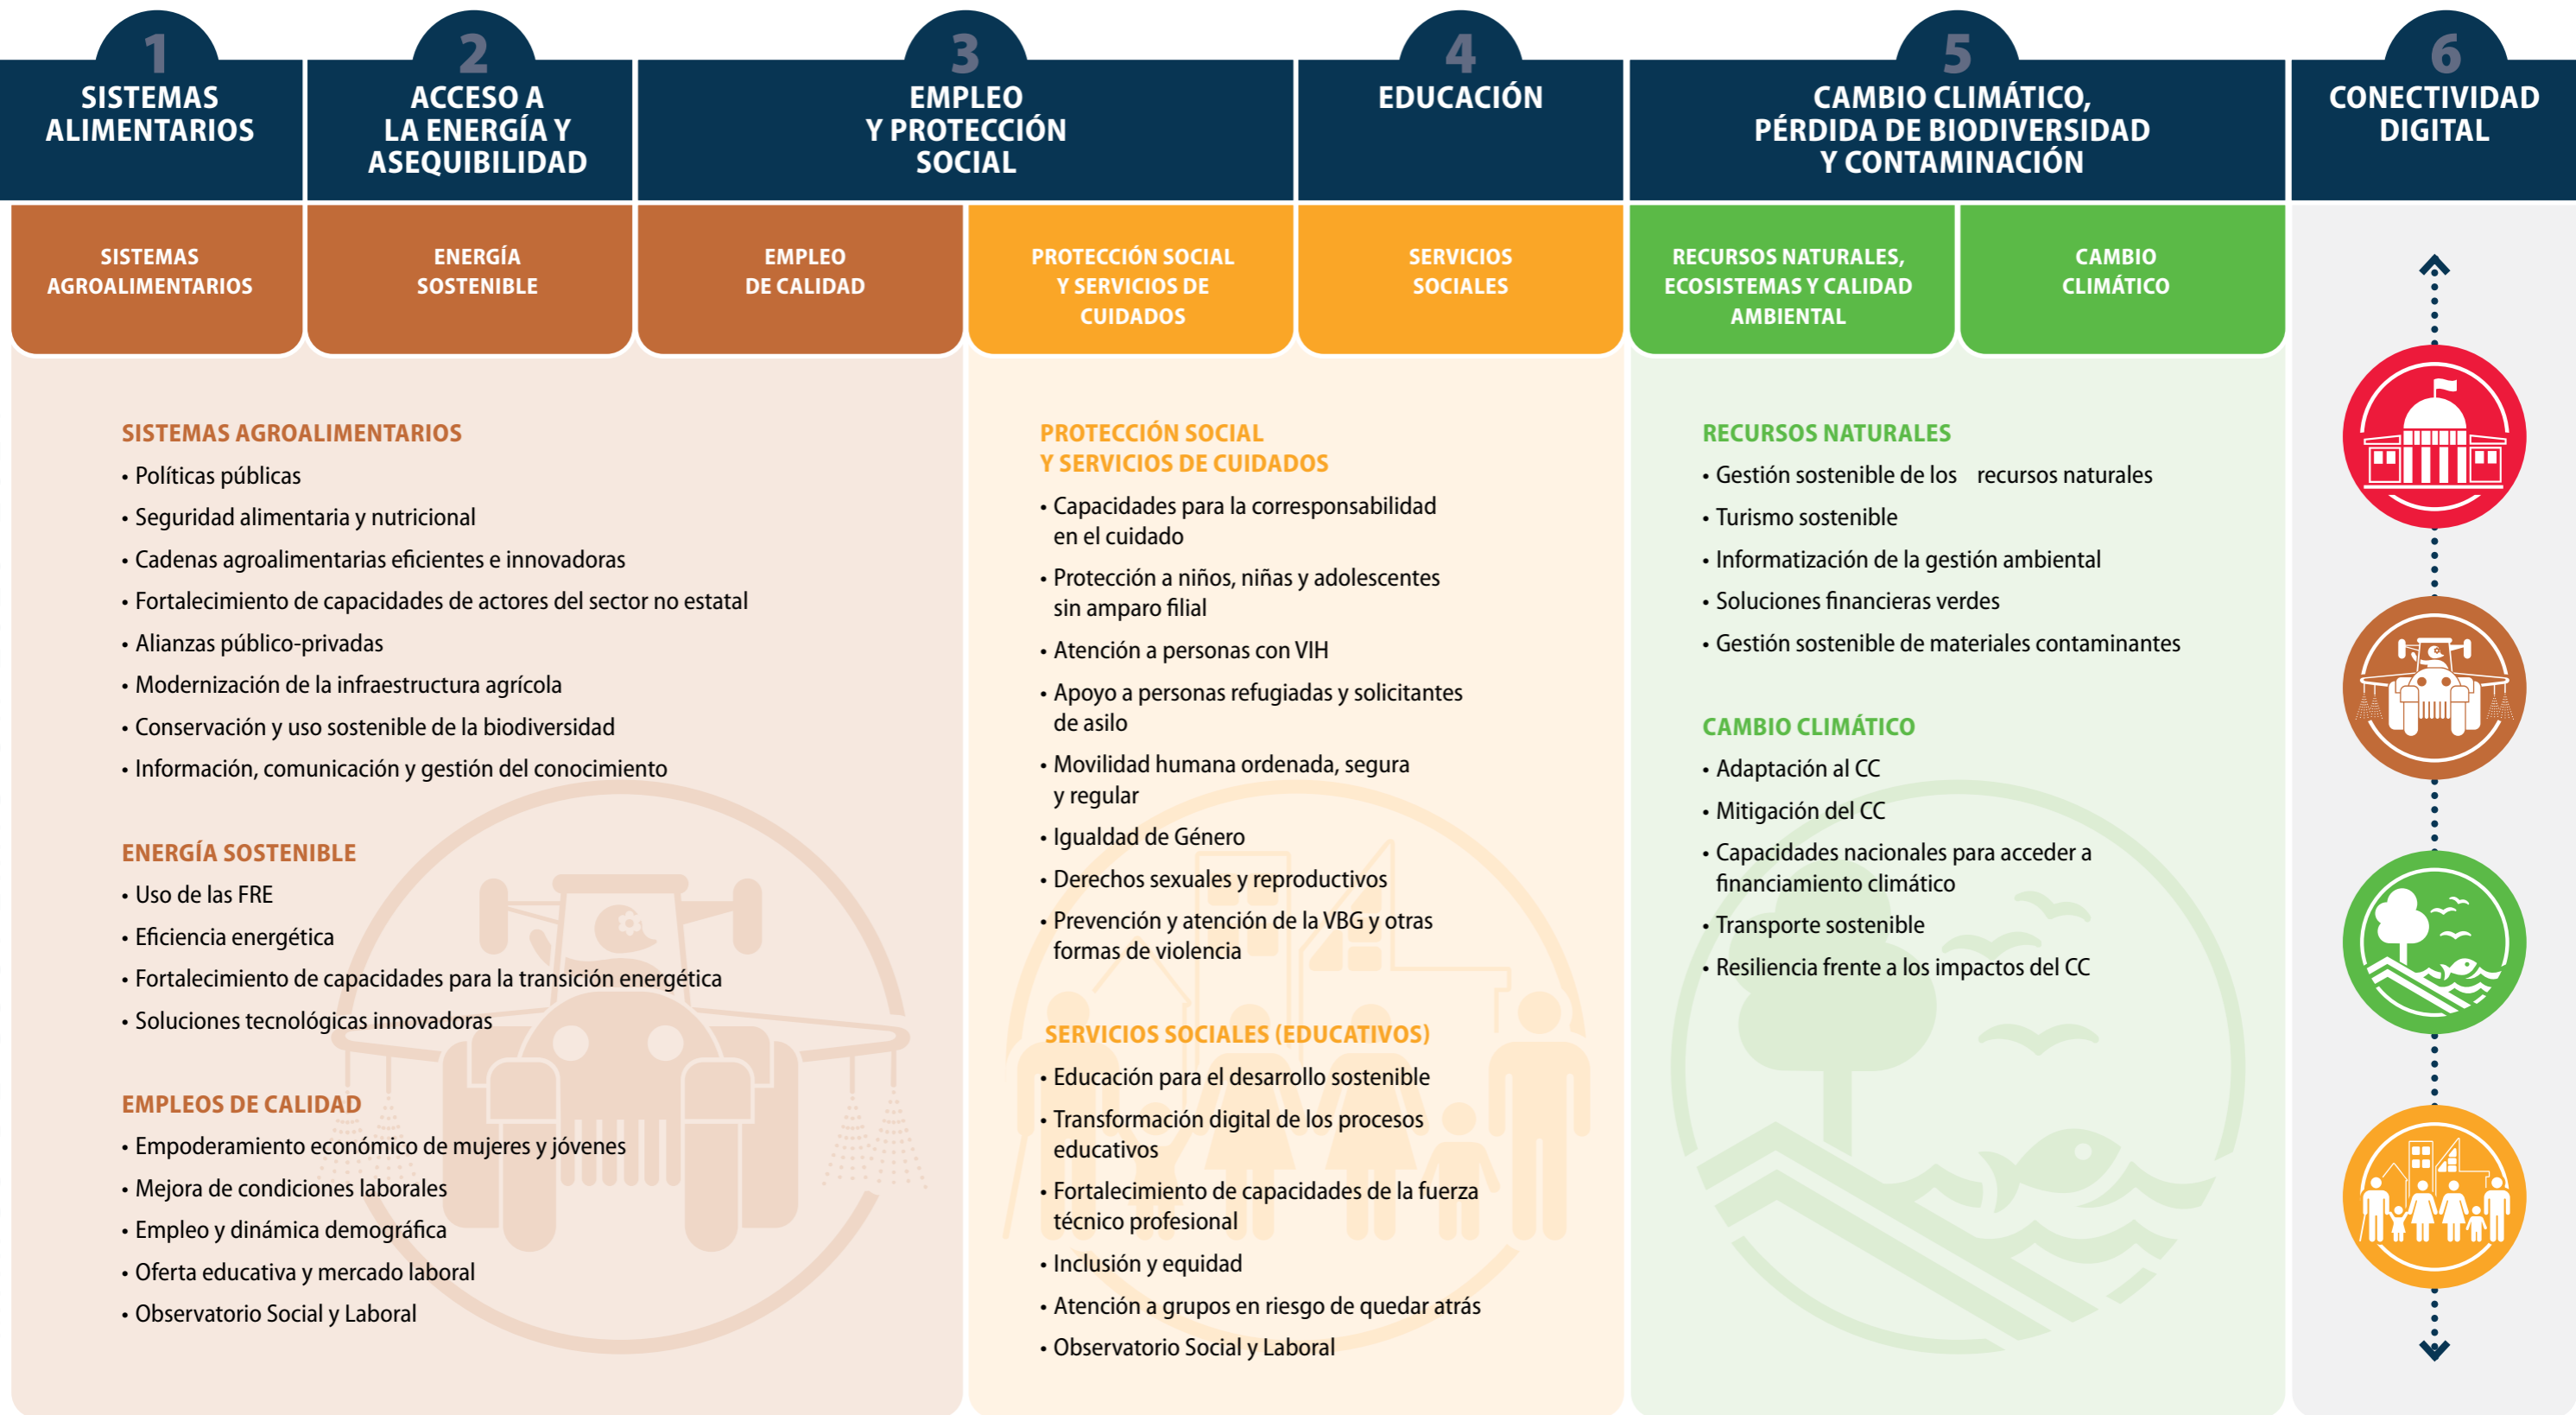 1
SISTEMAS
ALIMENTARIOS
2
ACCESO A
LA ENERGÍA Y
ASEQUIBILIDAD
3
EMPLEO
Y PROTECCIÓN
SOCIAL
4
EDUCACIÓN
5
CAMBIO CLIMÁTICO,
PÉRDIDA DE BIODIVERSIDAD
Y CONTAMINACIÓN
6
CONECTIVIDAD
DIGITAL
SISTEMAS
AGROALIMENTARIOS
ENERGÍA
SOSTENIBLE
EMPLEO
DE CALIDAD
PROTECCIÓN SOCIAL
Y SERVICIOS DE
CUIDADOS
SERVICIOS
SOCIALES
RECURSOS NATURALES,
ECOSISTEMAS Y CALIDAD
AMBIENTAL
CAMBIO
CLIMÁTICO
SISTEMAS AGROALIMENTARIOS
• Políticas públicas
• Seguridad alimentaria y nutricional
• Cadenas agroalimentarias eficientes e innovadoras
• Fortalecimiento de capacidades de actores del sector no estatal
• Alianzas público-privadas
• Modernización de la infraestructura agrícola
• Conservación y uso sostenible de la biodiversidad
• Información, comunicación y gestión del conocimiento
ENERGÍA SOSTENIBLE
• Uso de las FRE
• Eficiencia energética
• Fortalecimiento de capacidades para la transición energética
• Soluciones tecnológicas innovadoras
EMPLEOS DE CALIDAD
• Empoderamiento económico de mujeres y jóvenes
• Mejora de condiciones laborales
• Empleo y dinámica demográfica
• Oferta educativa y mercado laboral
• Observatorio Social y Laboral
PROTECCIÓN SOCIAL
Y SERVICIOS DE CUIDADOS
• Capacidades para la corresponsabilidad
en el cuidado
• Protección a niños, niñas y adolescentes
sin amparo filial
• Atención a personas con VIH
• Apoyo a personas refugiadas y solicitantes
de asilo
• Movilidad humana ordenada, segura
y regular
• Igualdad de Género
• Derechos sexuales y reproductivos
• Prevención y atención de la VBG y otras
formas de violencia
SERVICIOS SOCIALES (EDUCATIVOS)
• Educación para el desarrollo sostenible
• Transformación digital de los procesos
educativos
• Fortalecimiento de capacidades de la fuerza
técnico profesional
• Inclusión y equidad
• Atención a grupos en riesgo de quedar atrás
• Observatorio Social y Laboral
RECURSOS NATURALES
• Gestión sostenible de los recursos naturales
• Turismo sostenible
• Informatización de la gestión ambiental
• Soluciones financieras verdes
• Gestión sostenible de materiales contaminantes
CAMBIO CLIMÁTICO
• Adaptación al CC
• Mitigación del CC
• Capacidades nacionales para acceder a
financiamiento climático
• Transporte sostenible
• Resiliencia frente a los impactos del CC